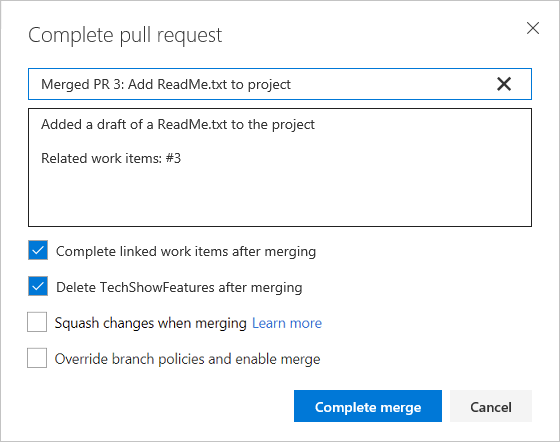 Complete pull request
Merged PR 3: Add ReadMe.txt to project
Added a draft of a ReadMe.txt to the project
Related work items: #3
Complete linked work items after merging
Delete TechShowFeatures after merging
Squash changes when merging Learn more
Override branch policies and enable merge
Complete merge Cancel